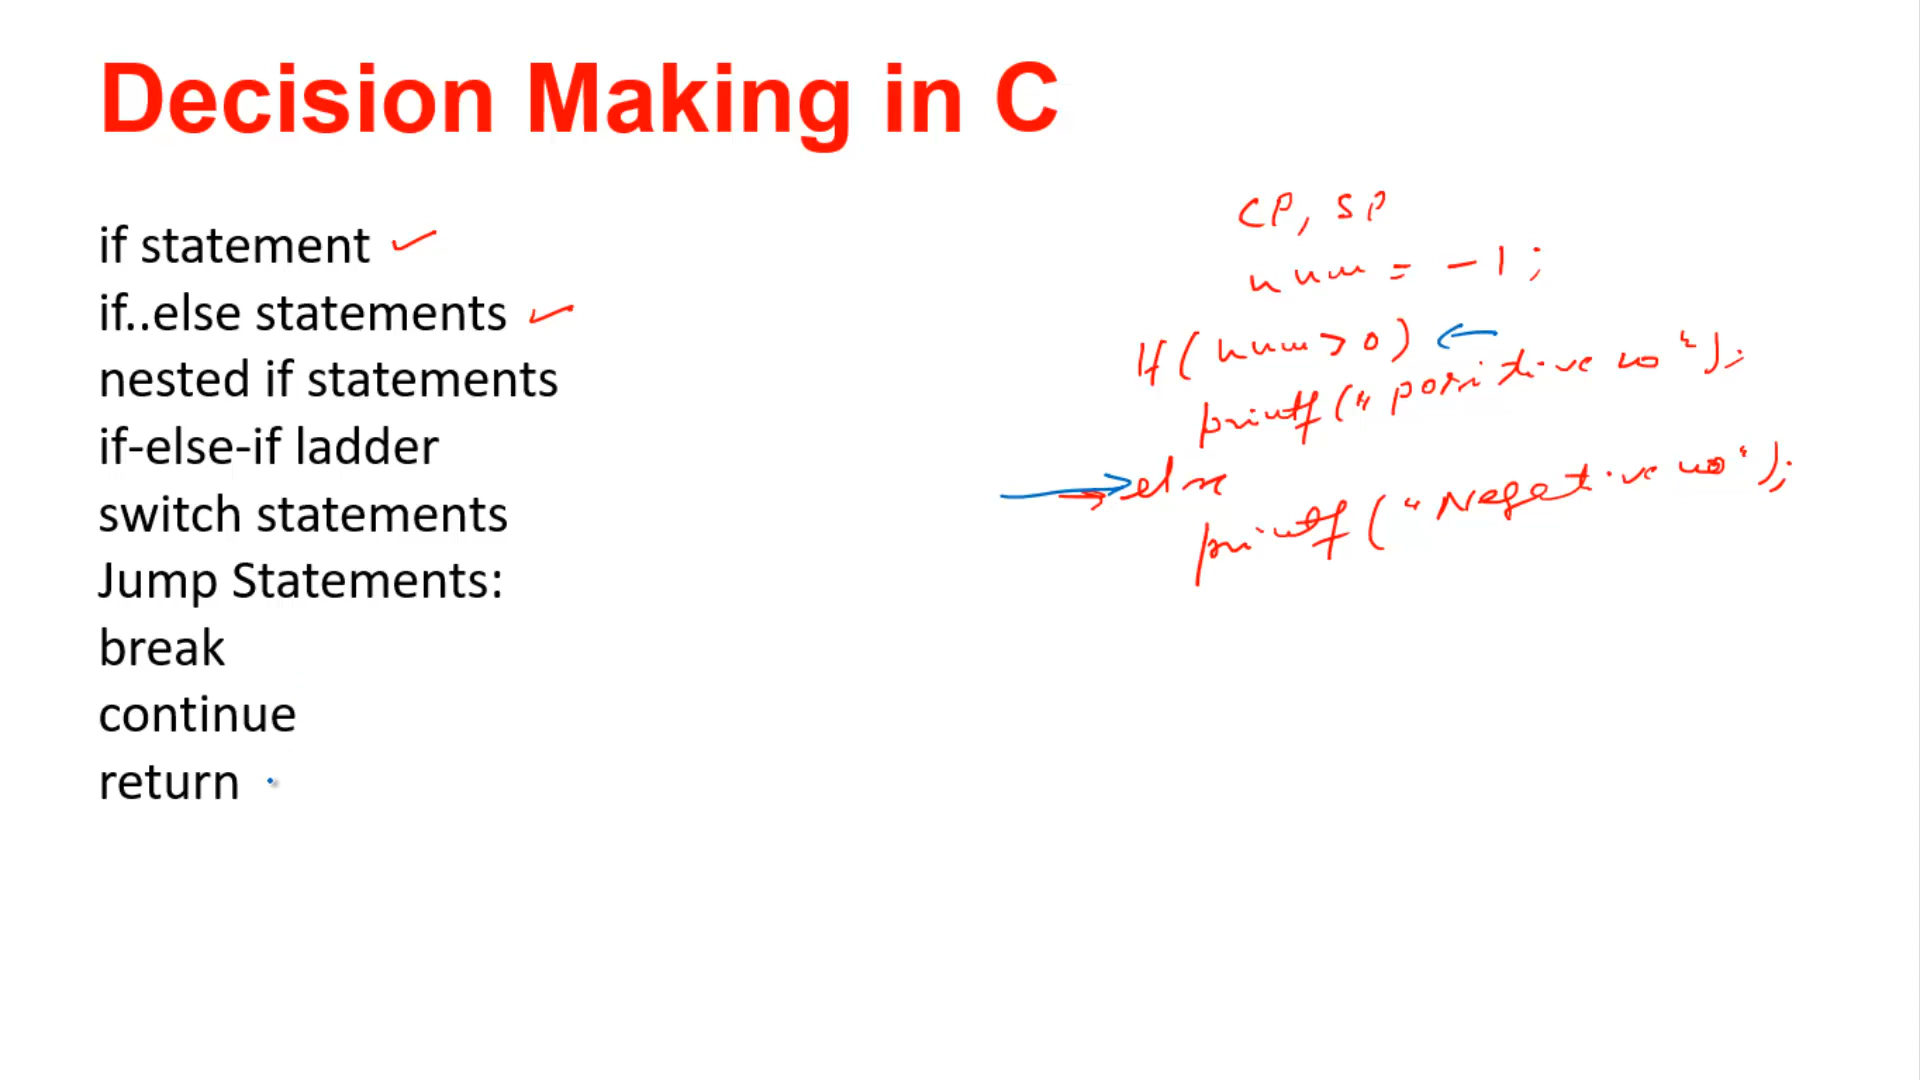 Decision Making in C
if statement
if..else statements
nested if statements
if-else-if ladder
switch statements
Jump Statements:
break
continue
return
CP, SP
num = -1;
If(num>0)
printf("positive no");
else
printf("Negative no");